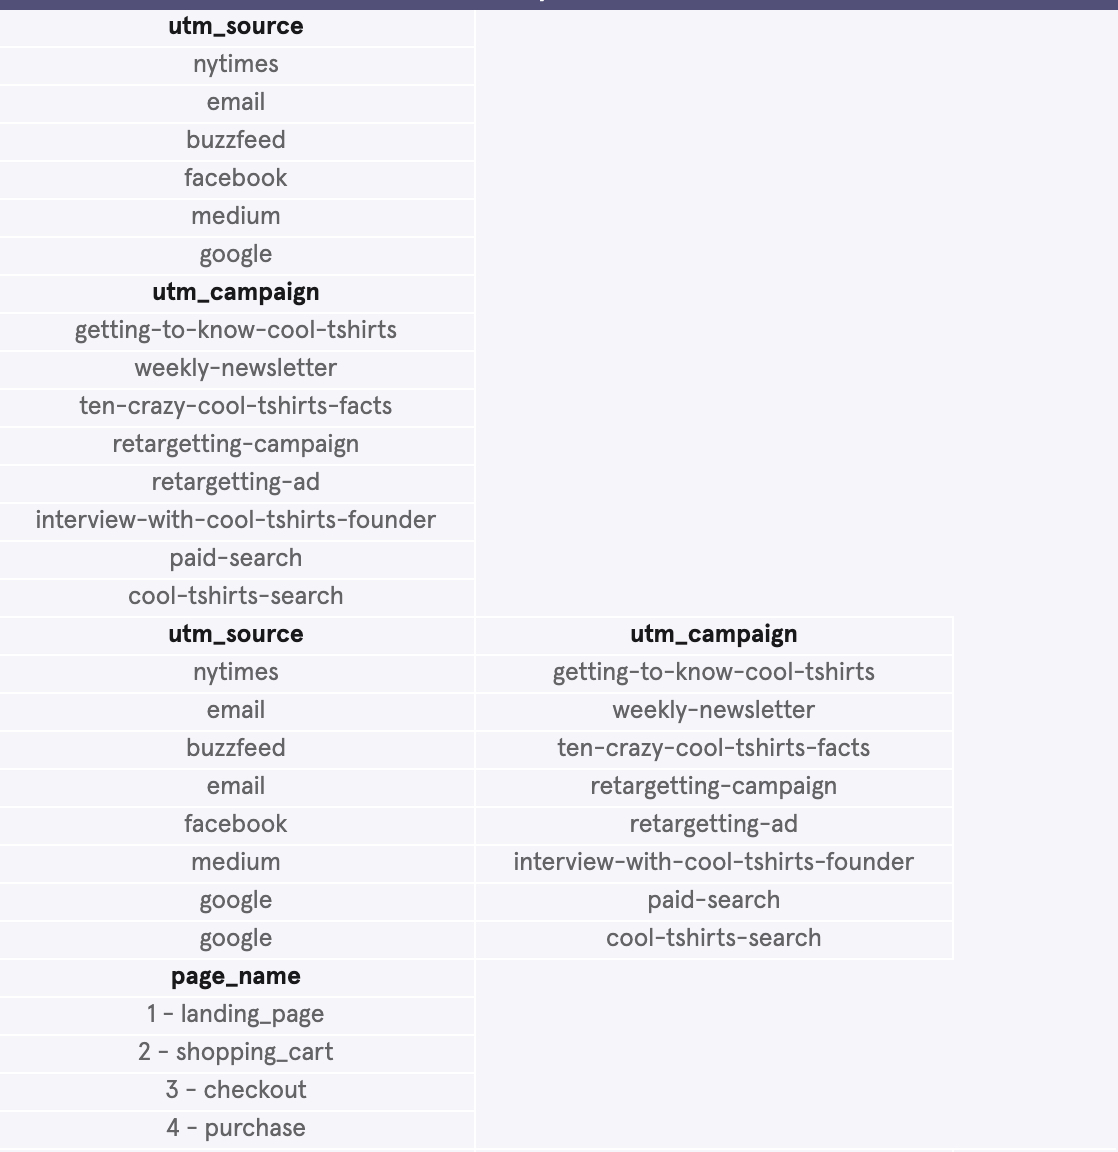 utm_source
nytimes
email
buzzfeed
facebook
medium
google
utm_campaign
getting-to-know-cool-tshirts
weekly-newsletter
ten-crazy-cool-tshirts-facts
retargetting-campaign
retargetting-ad
interview-with-cool-tshirts-founder
paid-search
cool-tshirts-search
utm_source utm_campaign
nytimes getting-to-know-cool-tshirts
email weekly-newsletter
buzzfeed ten-crazy-cool-tshirts-facts
email retargetting-campaign
facebook retargetting-ad
medium interview-with-cool-tshirts-founder
google paid-search
google cool-tshirts-search
page_name
1 - landing_page
2 - shopping_cart
3 - checkout
4 - purchase